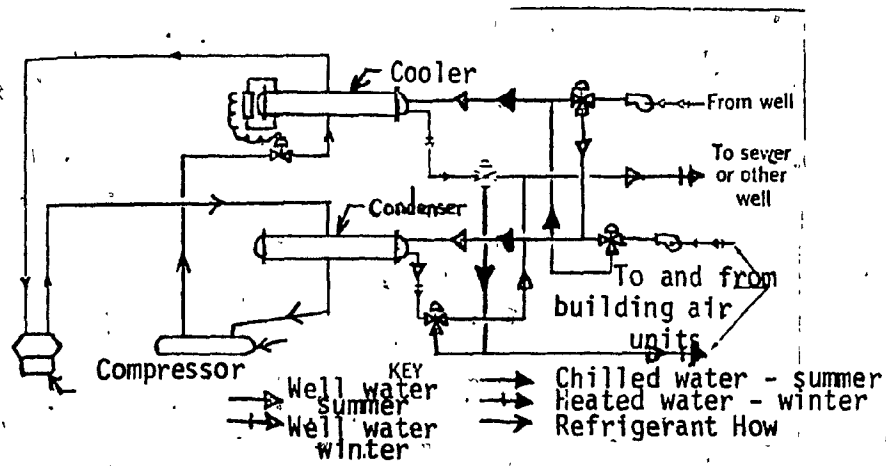 Cooler
From well
To sewer
or other
well
Condenser
To and from
building air
units
Compressor
KEY
Well water
summer
Well water
winter
Chilled water - summer
Heated water - winter
Refrigerant How